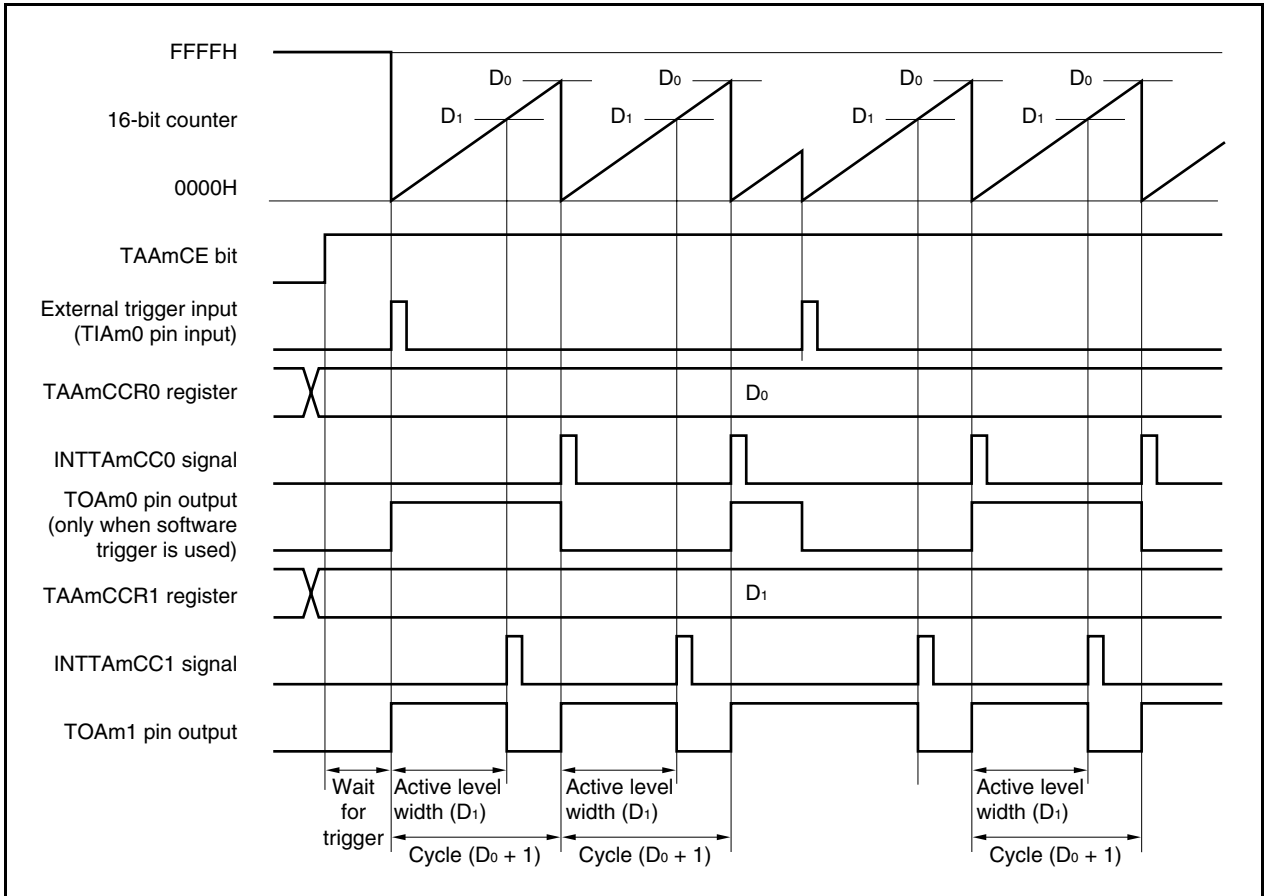 FFFFH
D0 D0 D0 D0
16-bit counter
D1 D1 D1 D1
0000H
TAAmCE bit
External trigger input
(TIAm0 pin input)
TAAmCCR0 register
D0
INTTAmCC0 signal
TOAm0 pin output
(only when software
trigger is used)
TAAmCCR1 register
D1
INTTAmCC1 signal
TOAm1 pin output
Wait
for
trigger
Active level
width (D1)
Active level
width (D1)
Active level
width (D1)
Cycle (D0 + 1)
Cycle (D0 + 1)
Cycle (D0 + 1)